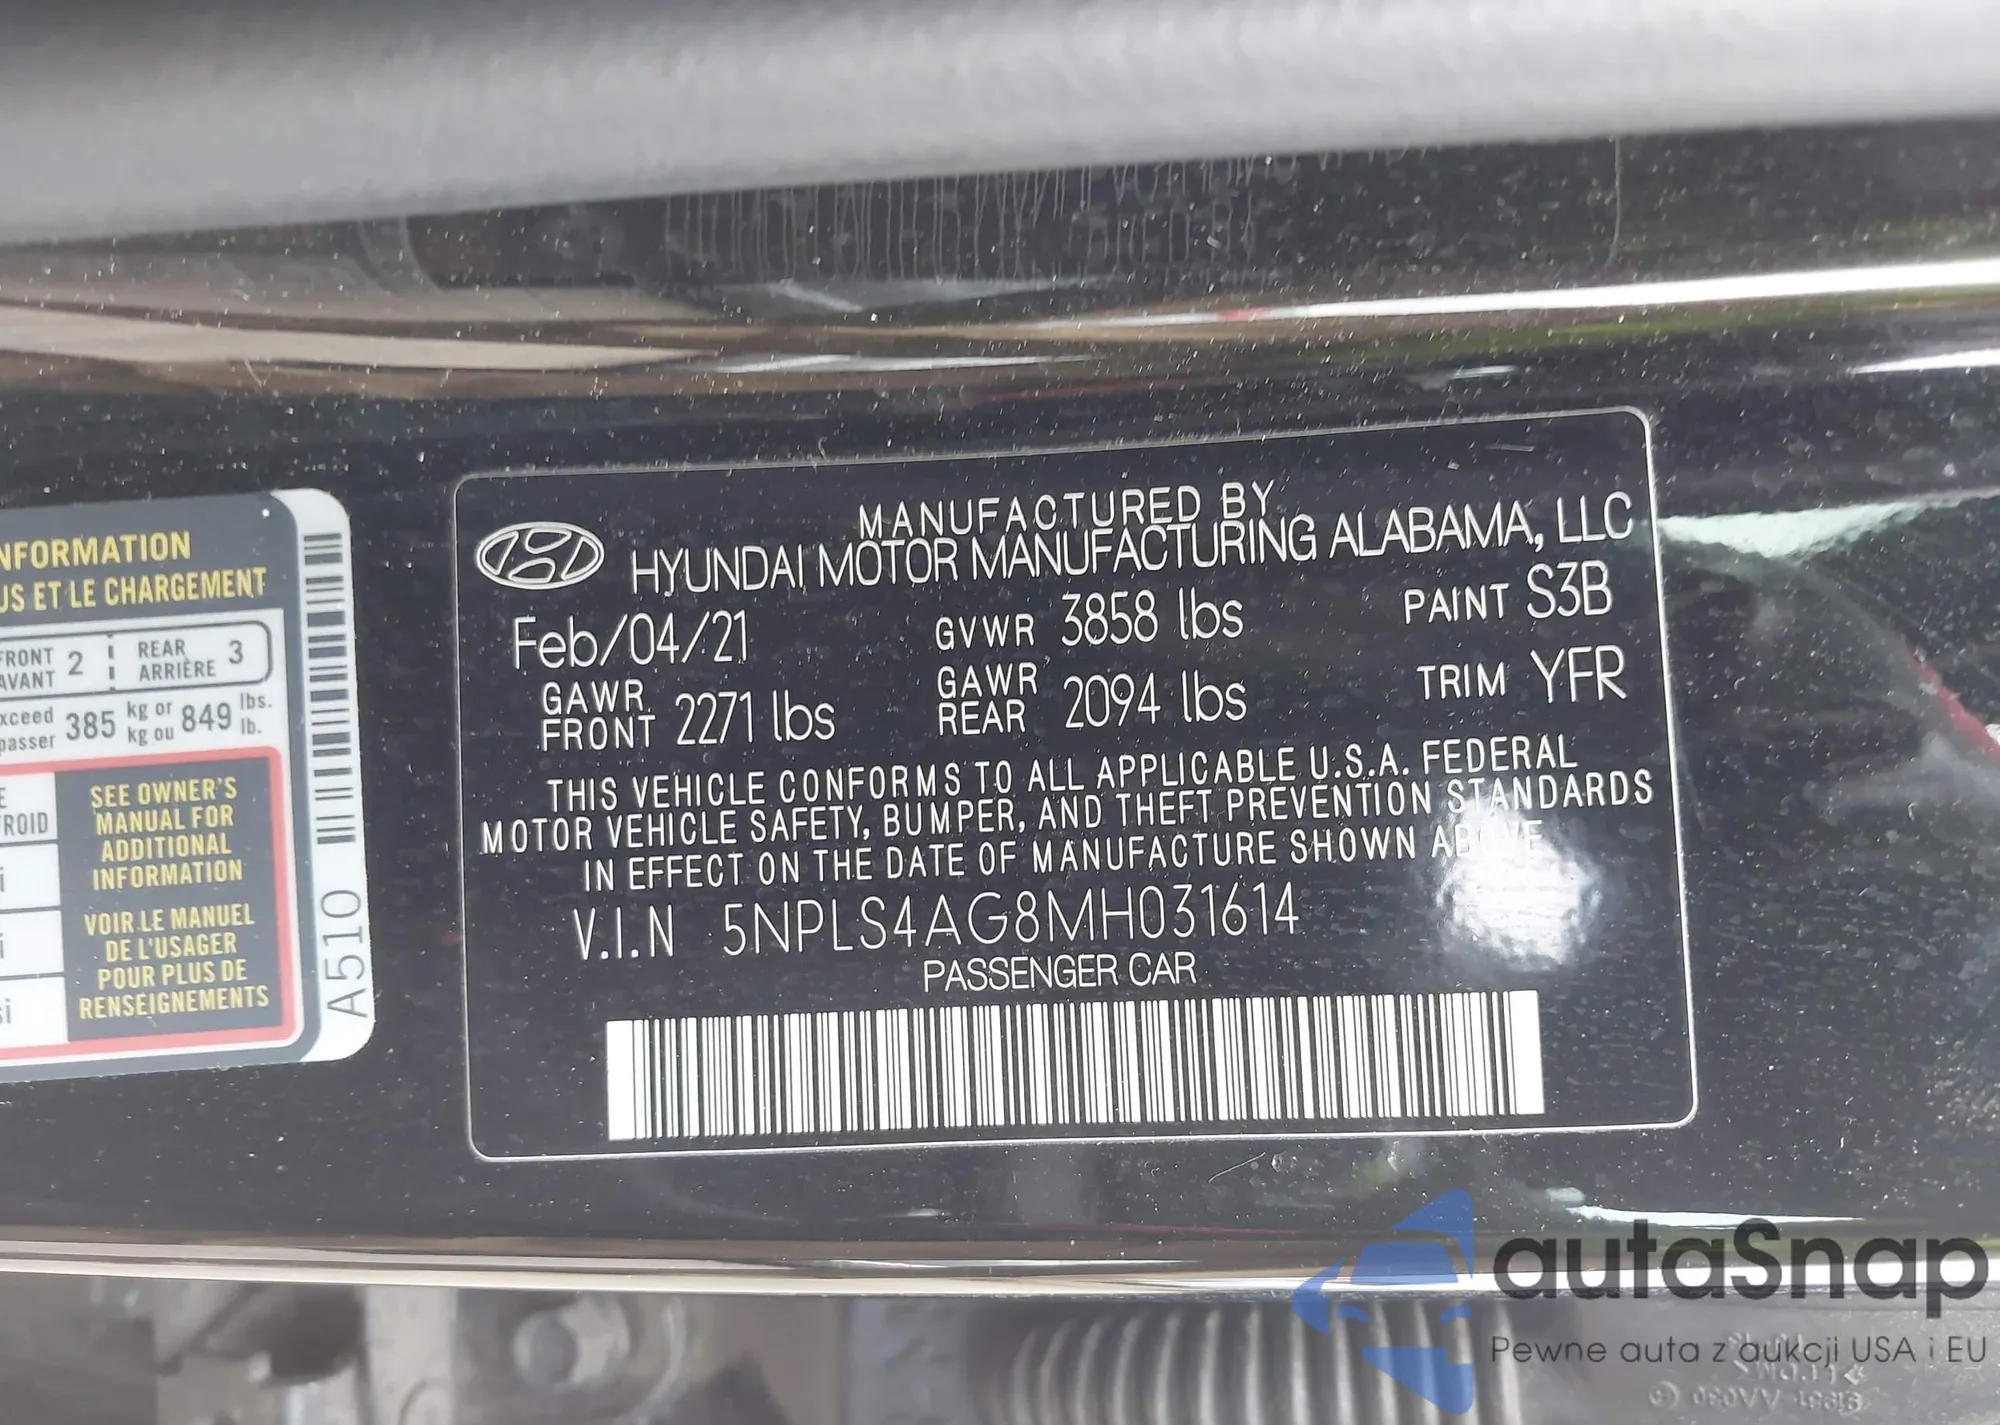 NFORMATION
US ET LE CHARGEMENT
FRONT
AVANT 2
REAR
ARRIÈRE 3
xceed
passer 385 kg or
kg ou 849 lbs.
lb.
E
ROID
i
i
si
SEE OWNER'S
MANUAL FOR
ADDITIONAL
INFORMATION
VOIR LE MANUEL
DE L'USAGER
POUR PLUS DE
RENSEIGNEMENTS
A510
MANUFACTURED BY
HYUNDAI MOTOR MANUFACTURING ALABAMA, LLC
Feb/04/21 GVWR 3858 lbs PAINT S3B
GAWR
FRONT 2271 lbs GAWR
REAR 2094 lbs TRIM YFR
THIS VEHICLE CONFORMS TO ALL APPLICABLE U.S.A. FEDERAL
MOTOR VEHICLE SAFETY, BUMPER, AND THEFT PREVENTION STANDARDS
IN EFFECT ON THE DATE OF MANUFACTURE SHOWN ABOVE
V.I.N 5NPLS4AG8MH031614
PASSENGER CAR
autaSnap
Pewne auta z aukcji USA i EU